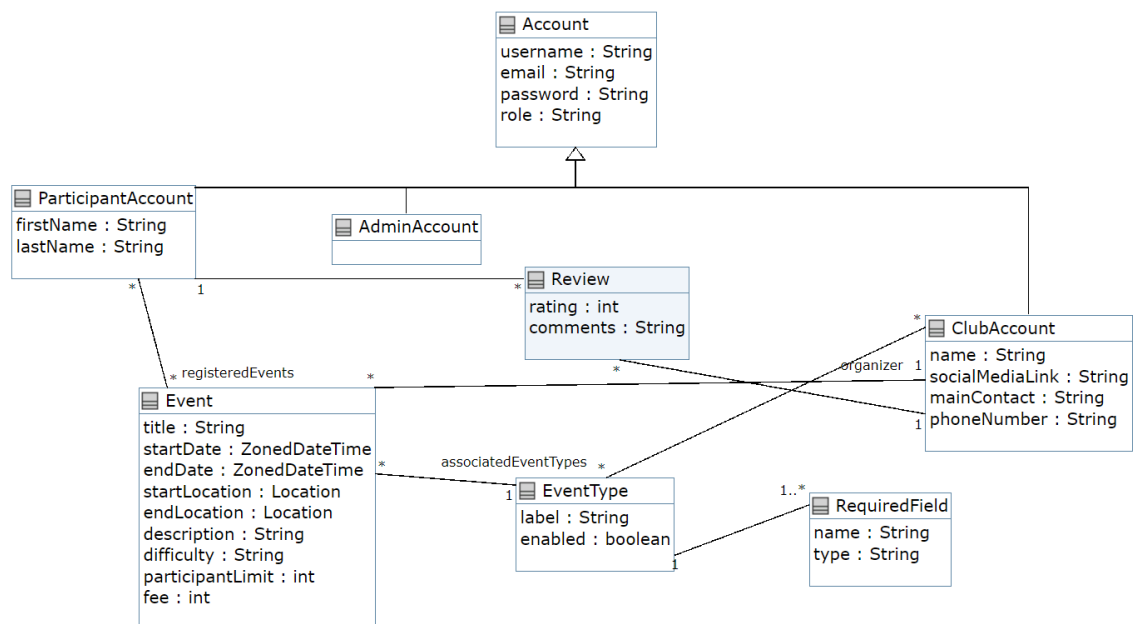 Account
username : String
email : String
password : String
role : String
ParticipantAccount
firstName : String
lastName : String
AdminAccount
*
1
*
Review
rating : int
comments : String
*
*
ClubAccount
name : String
socialMediaLink : String
mainContact : String
phoneNumber : String
organizer
1
1
* registeredEvents
*
Event
title : String
startDate : ZonedDateTime
endDate : ZonedDateTime
startLocation : Location
endLocation : Location
description : String
difficulty : String
participantLimit : int
fee : int
*
associatedEventTypes
*
1
EventType
label : String
enabled : boolean
1
1..*
RequiredField
name : String
type : String